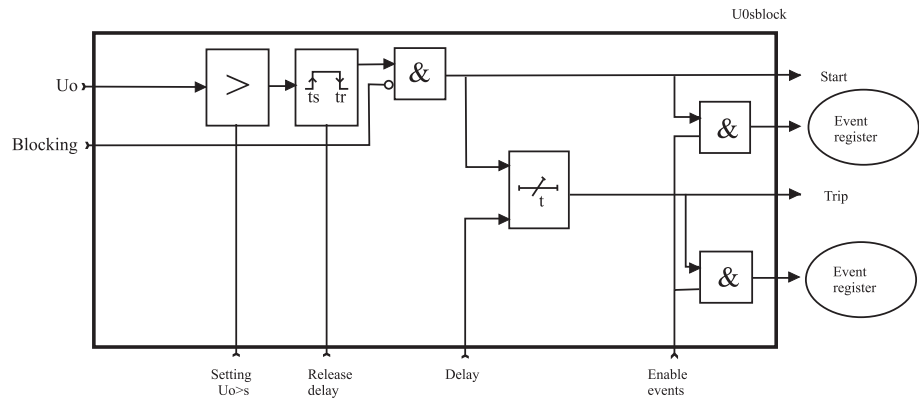 U0sblock
Uo
>
ts tr
&
Start
Event
register
&
Blocking
t
Trip
&
Event
register
Setting
Uo>s
Release
delay
Delay
Enable
events